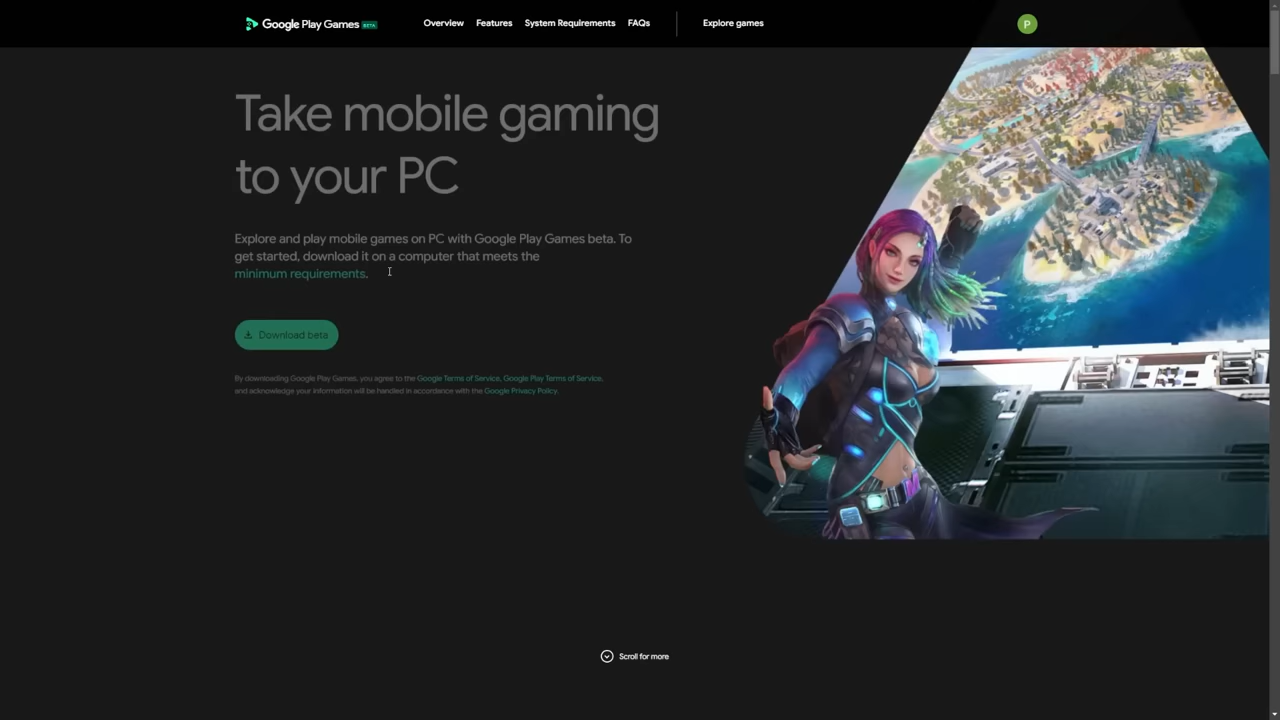 Google Play Games BETA
Overview Features System Requirements FAQs Explore games P
Take mobile gaming
to your PC
Explore and play mobile games on PC with Google Play Games beta. To
get started, download it on a computer that meets the
minimum requirements.
Download beta
By downloading Google Play Games, you agree to the Google Terms of Service, Google Play Terms of Service,
and acknowledge your information will be handled in accordance with the Google Privacy Policy.
Scroll for more